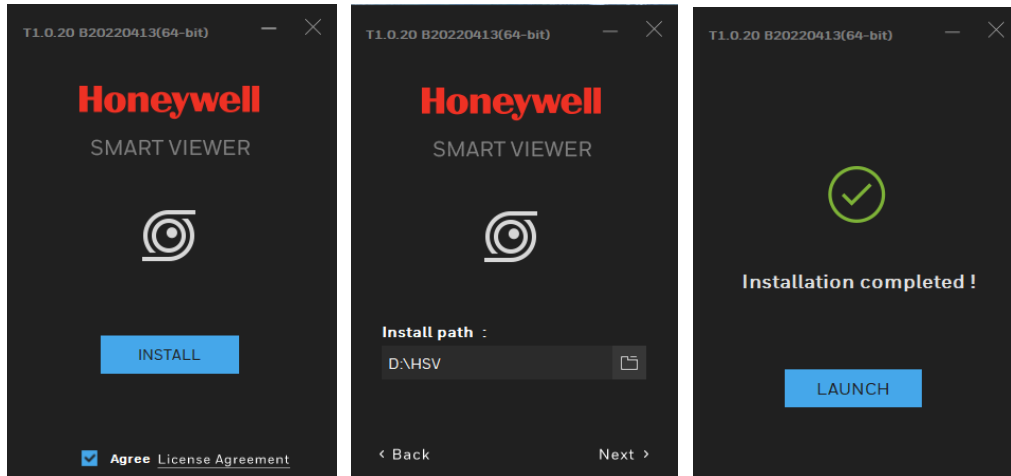 T1.0.20 B20220413(64-bit)
Honeywell
SMART VIEWER
INSTALL
Agree License Agreement
T1.0.20 B20220413(64-bit)
Honeywell
SMART VIEWER
Install path :
D:\HSV
< Back
Next >
T1.0.20 B20220413(64-bit)
Installation completed !
LAUNCH